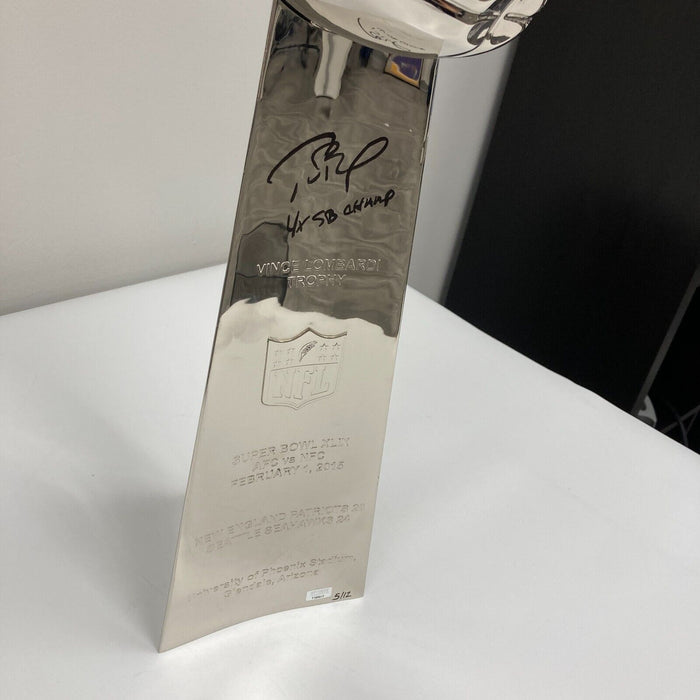 4x SB CHAMP
VINCE LOMBARDI
TROPHY
NFL
SUPER BOWL XLIX
AFC vs NFC
FEBRUARY 1, 2015
NEW ENGLAND PATRIOTS 28
SEATTLE SEAHAWKS 24
University of Phoenix Stadium,
Glendale, Arizona
5/12